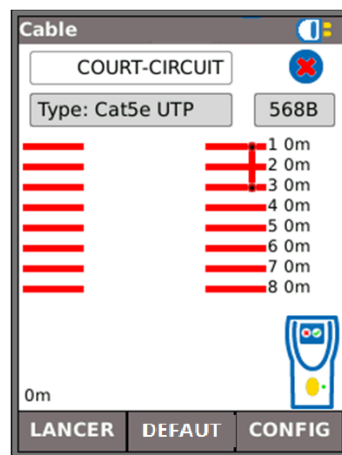 Cable
COURT-CIRCUIT
Type: Cat5e UTP 568B
1 0m
2 0m
3 0m
4 0m
5 0m
6 0m
7 0m
8 0m
0m
LANCER DEFAUT CONFIG